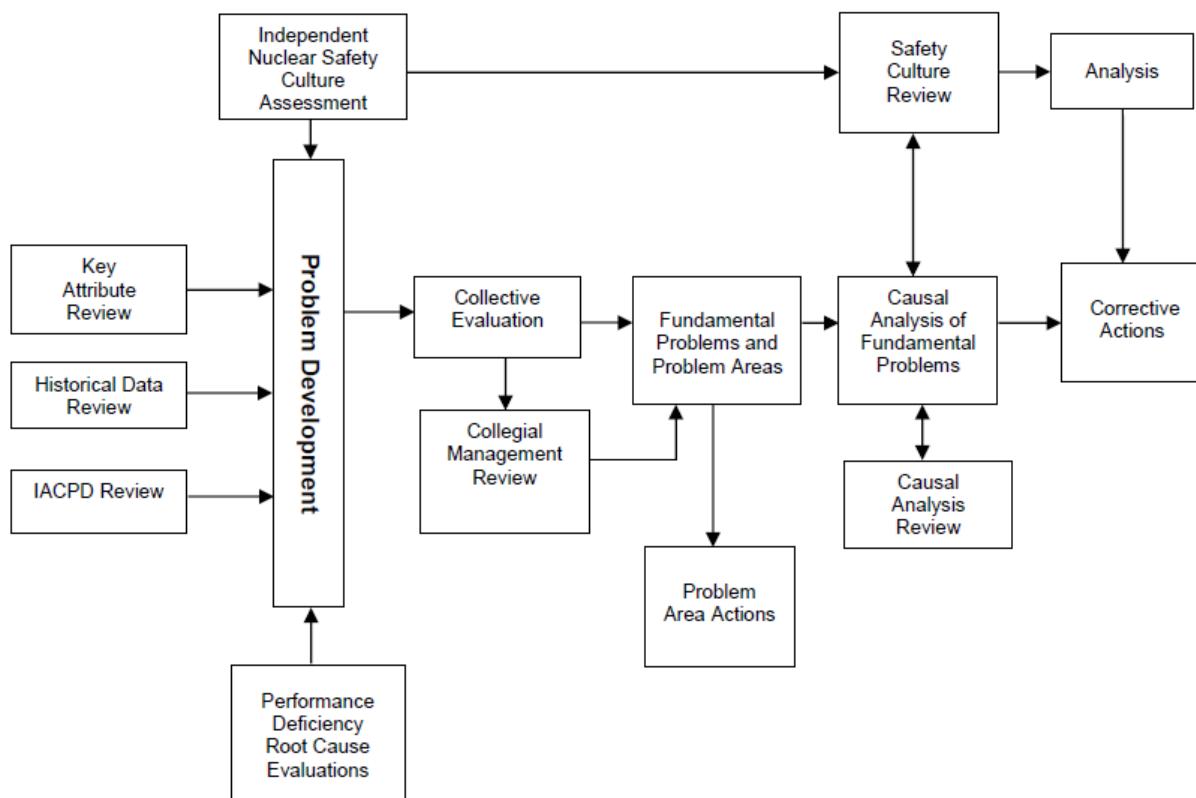 Independent
Nuclear Safety
Culture
Assessment
Safety
Culture
Review
Analysis
Key
Attribute
Review
Historical Data
Review
IACPD Review
Problem Development
Collective
Evaluation
Collegial
Management
Review
Fundamental
Problems and
Problem Areas
Causal
Analysis of
Fundamental
Problems
Corrective
Actions
Causal
Analysis
Review
Problem
Area Actions
Performance
Deficiency
Root Cause
Evaluations